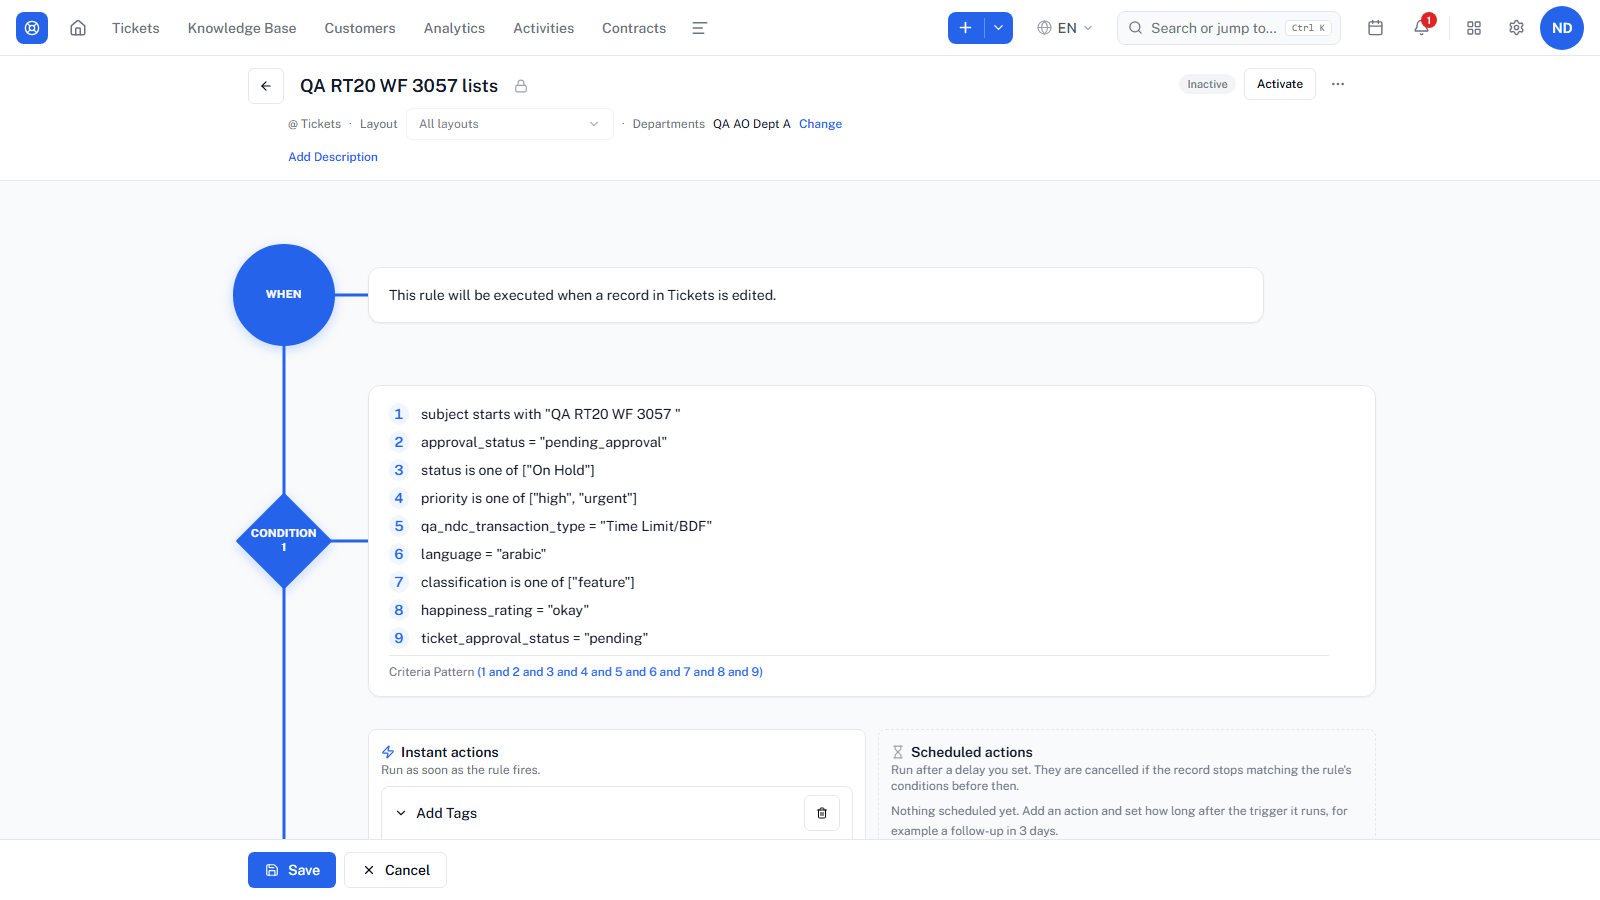 Tickets Knowledge Base Customers Analytics Activities Contracts
EN
Search or jump to... Ctrl K
1
ND
QA RT20 WF 3057 lists
Inactive
Activate
@ Tickets · Layout All layouts · Departments QA AO Dept A Change
Add Description
WHEN
This rule will be executed when a record in Tickets is edited.
CONDITION
1
1 subject starts with "QA RT20 WF 3057 "
2 approval_status = "pending_approval"
3 status is one of ["On Hold"]
4 priority is one of ["high", "urgent"]
5 qa_ndc_transaction_type = "Time Limit/BDF"
6 language = "arabic"
7 classification is one of ["feature"]
8 happiness_rating = "okay"
9 ticket_approval_status = "pending"
Criteria Pattern (1 and 2 and 3 and 4 and 5 and 6 and 7 and 8 and 9)
Instant actions
Run as soon as the rule fires.
Add Tags
Scheduled actions
Run after a delay you set. They are cancelled if the record stops matching the rule's
conditions before then.
Nothing scheduled yet. Add an action and set how long after the trigger it runs, for
example a follow-up in 3 days.
Save
Cancel